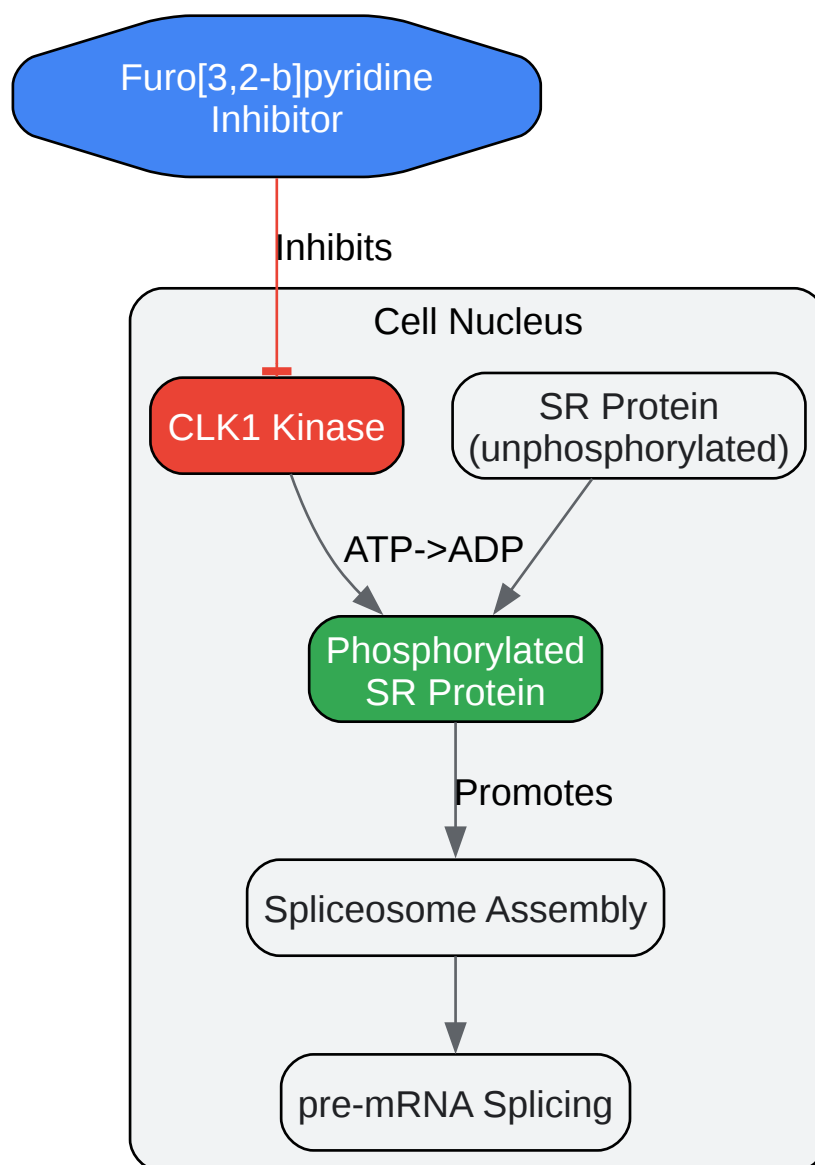 Furo[3,2-b]pyridine
Inhibitor
Inhibits
Cell Nucleus
CLK1 Kinase
SR Protein
(unphosphorylated)
ATP->ADP
Phosphorylated
SR Protein
Promotes
Spliceosome Assembly
pre-mRNA Splicing